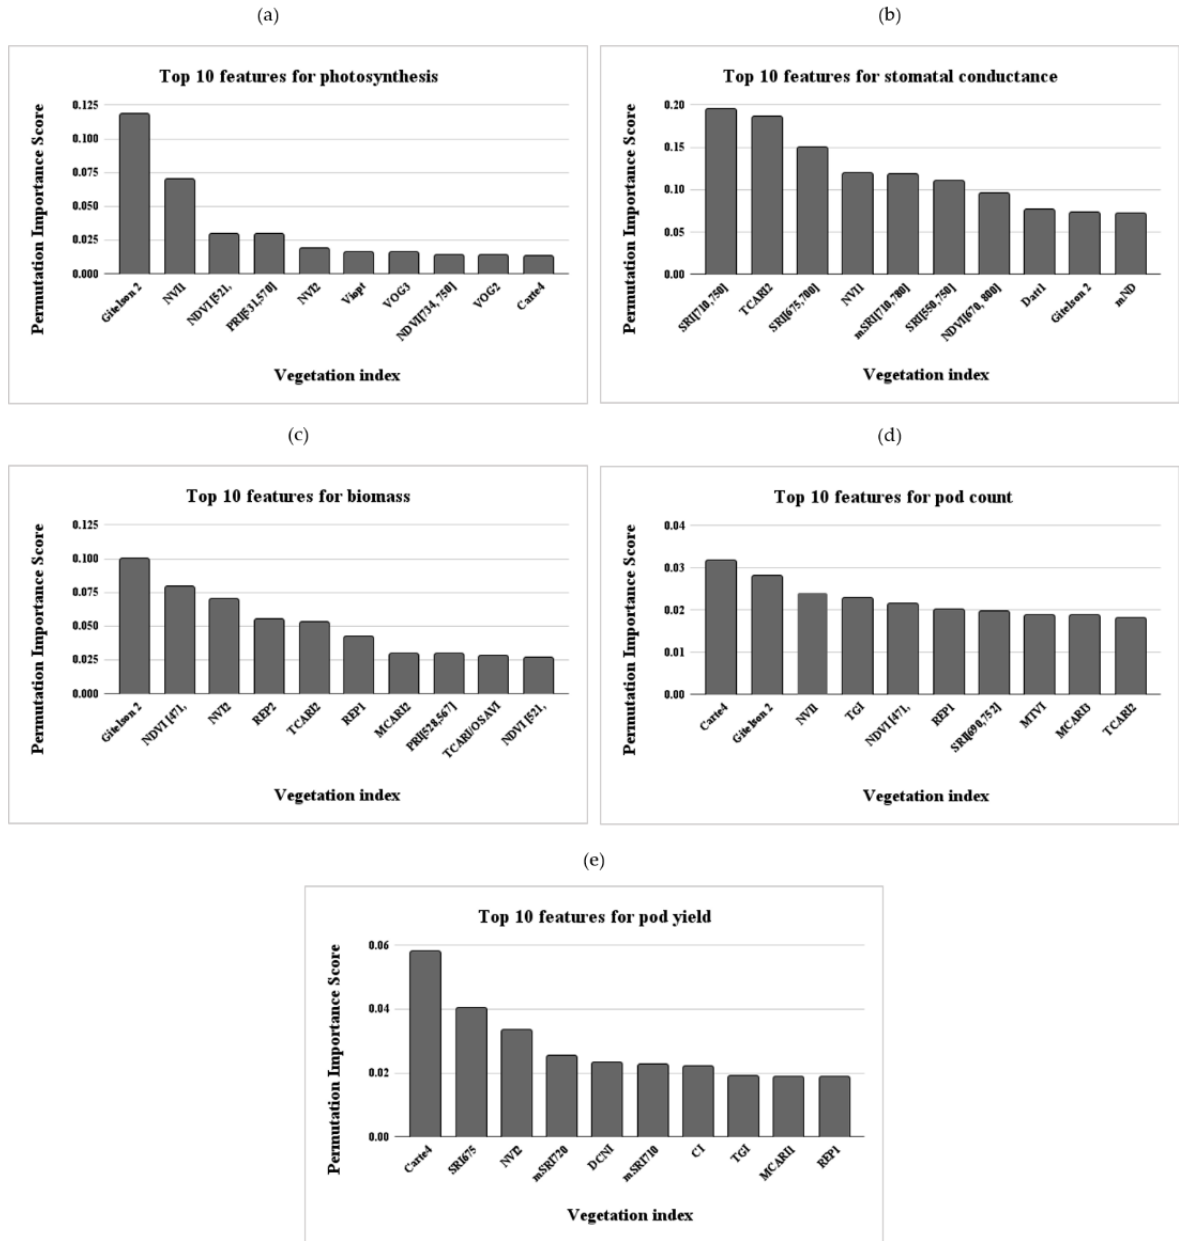 (a)
Top 10 features for photosynthesis
Permutation Importance Score
0.125
0.100
0.075
0.050
0.025
0.000
Gitelson 2
NVI1
NDVI [521,
PRI[531,570]
NVI2
Viopt
VOG3
NDVI[734, 750]
VOG2
Carte4
Vegetation index
(b)
Top 10 features for stomatal conductance
Permutation Importance Score
0.20
0.15
0.10
0.05
0.00
SRI[710,750]
TCARI2
SRI[675,700]
NVI1
mSRI[710,780]
SRI[550,750]
NDVI[670, 800]
Datt1
Gitelson 2
mND
Vegetation index
(c)
Top 10 features for biomass
Permutation Importance Score
0.125
0.100
0.075
0.050
0.025
0.000
Gitelson 2
NDVI [471,
NVI2
REP2
TCARI2
REP1
MCARI2
PRI[528,567]
TCARI/OSAVI
NDVI [521,
Vegetation index
(d)
Top 10 features for pod count
Permutation Importance Score
0.04
0.03
0.02
0.01
0.00
Carte4
Gitelson 2
NVI1
TGI
NDVI [471,
REP1
SRI[690,752]
MTVI
MCARI3
TCARI2
Vegetation index
(e)
Top 10 features for pod yield
Permutation Importance Score
0.06
0.04
0.02
0.00
Carte4
SRI675
NVI2
mSRI720
DCNI
mSRI710
CI
TGI
MCARI1
REP1
Vegetation index